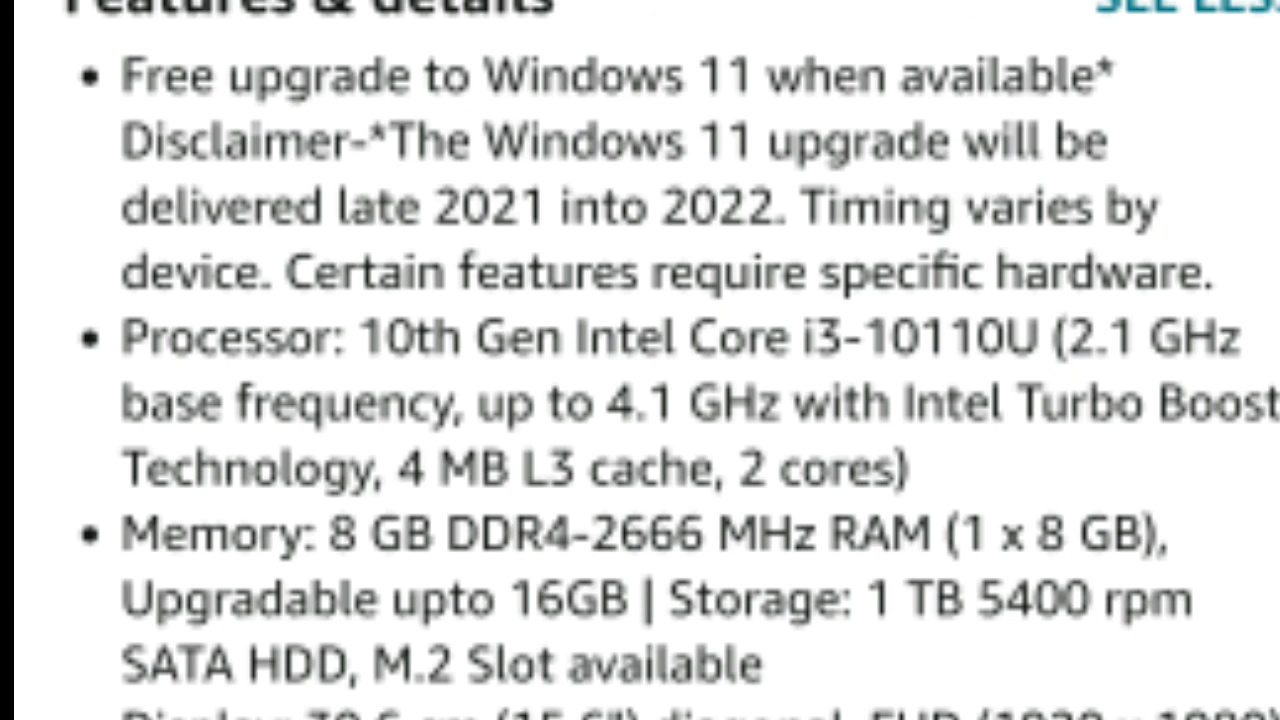 Features & details SEE LESS
Free upgrade to Windows 11 when available*
Disclaimer-*The Windows 11 upgrade will be
delivered late 2021 into 2022. Timing varies by
device. Certain features require specific hardware.
Processor: 10th Gen Intel Core i3-10110U (2.1 GHz
base frequency, up to 4.1 GHz with Intel Turbo Boost
Technology, 4 MB L3 cache, 2 cores)
Memory: 8 GB DDR4-2666 MHz RAM (1 x 8 GB),
Upgradable upto 16GB | Storage: 1 TB 5400 rpm
SATA HDD, M.2 Slot available